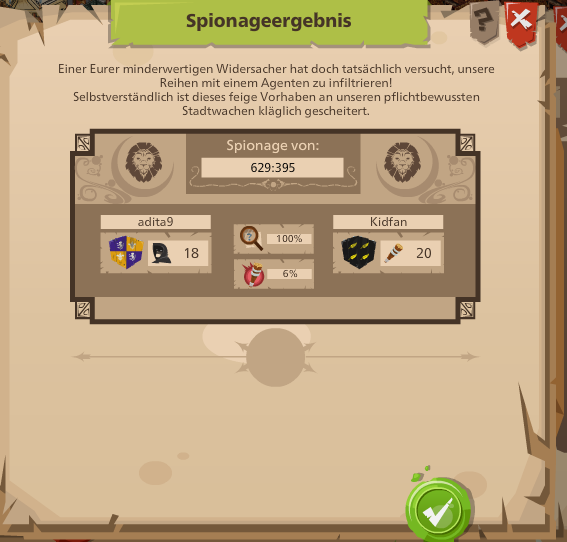 Spionageergebnis
Einer Eurer minderwertigen Widersacher hat doch tatsächlich versucht, unsere
Reihen mit einem Agenten zu infiltrieren!
Selbstverständlich ist dieses feige Vorhaben an unseren pflichtbewussten
Stadtwachen kläglich gescheitert.
Spionage von:
629:395
adita9
Kidfan
18
100%
20
6%